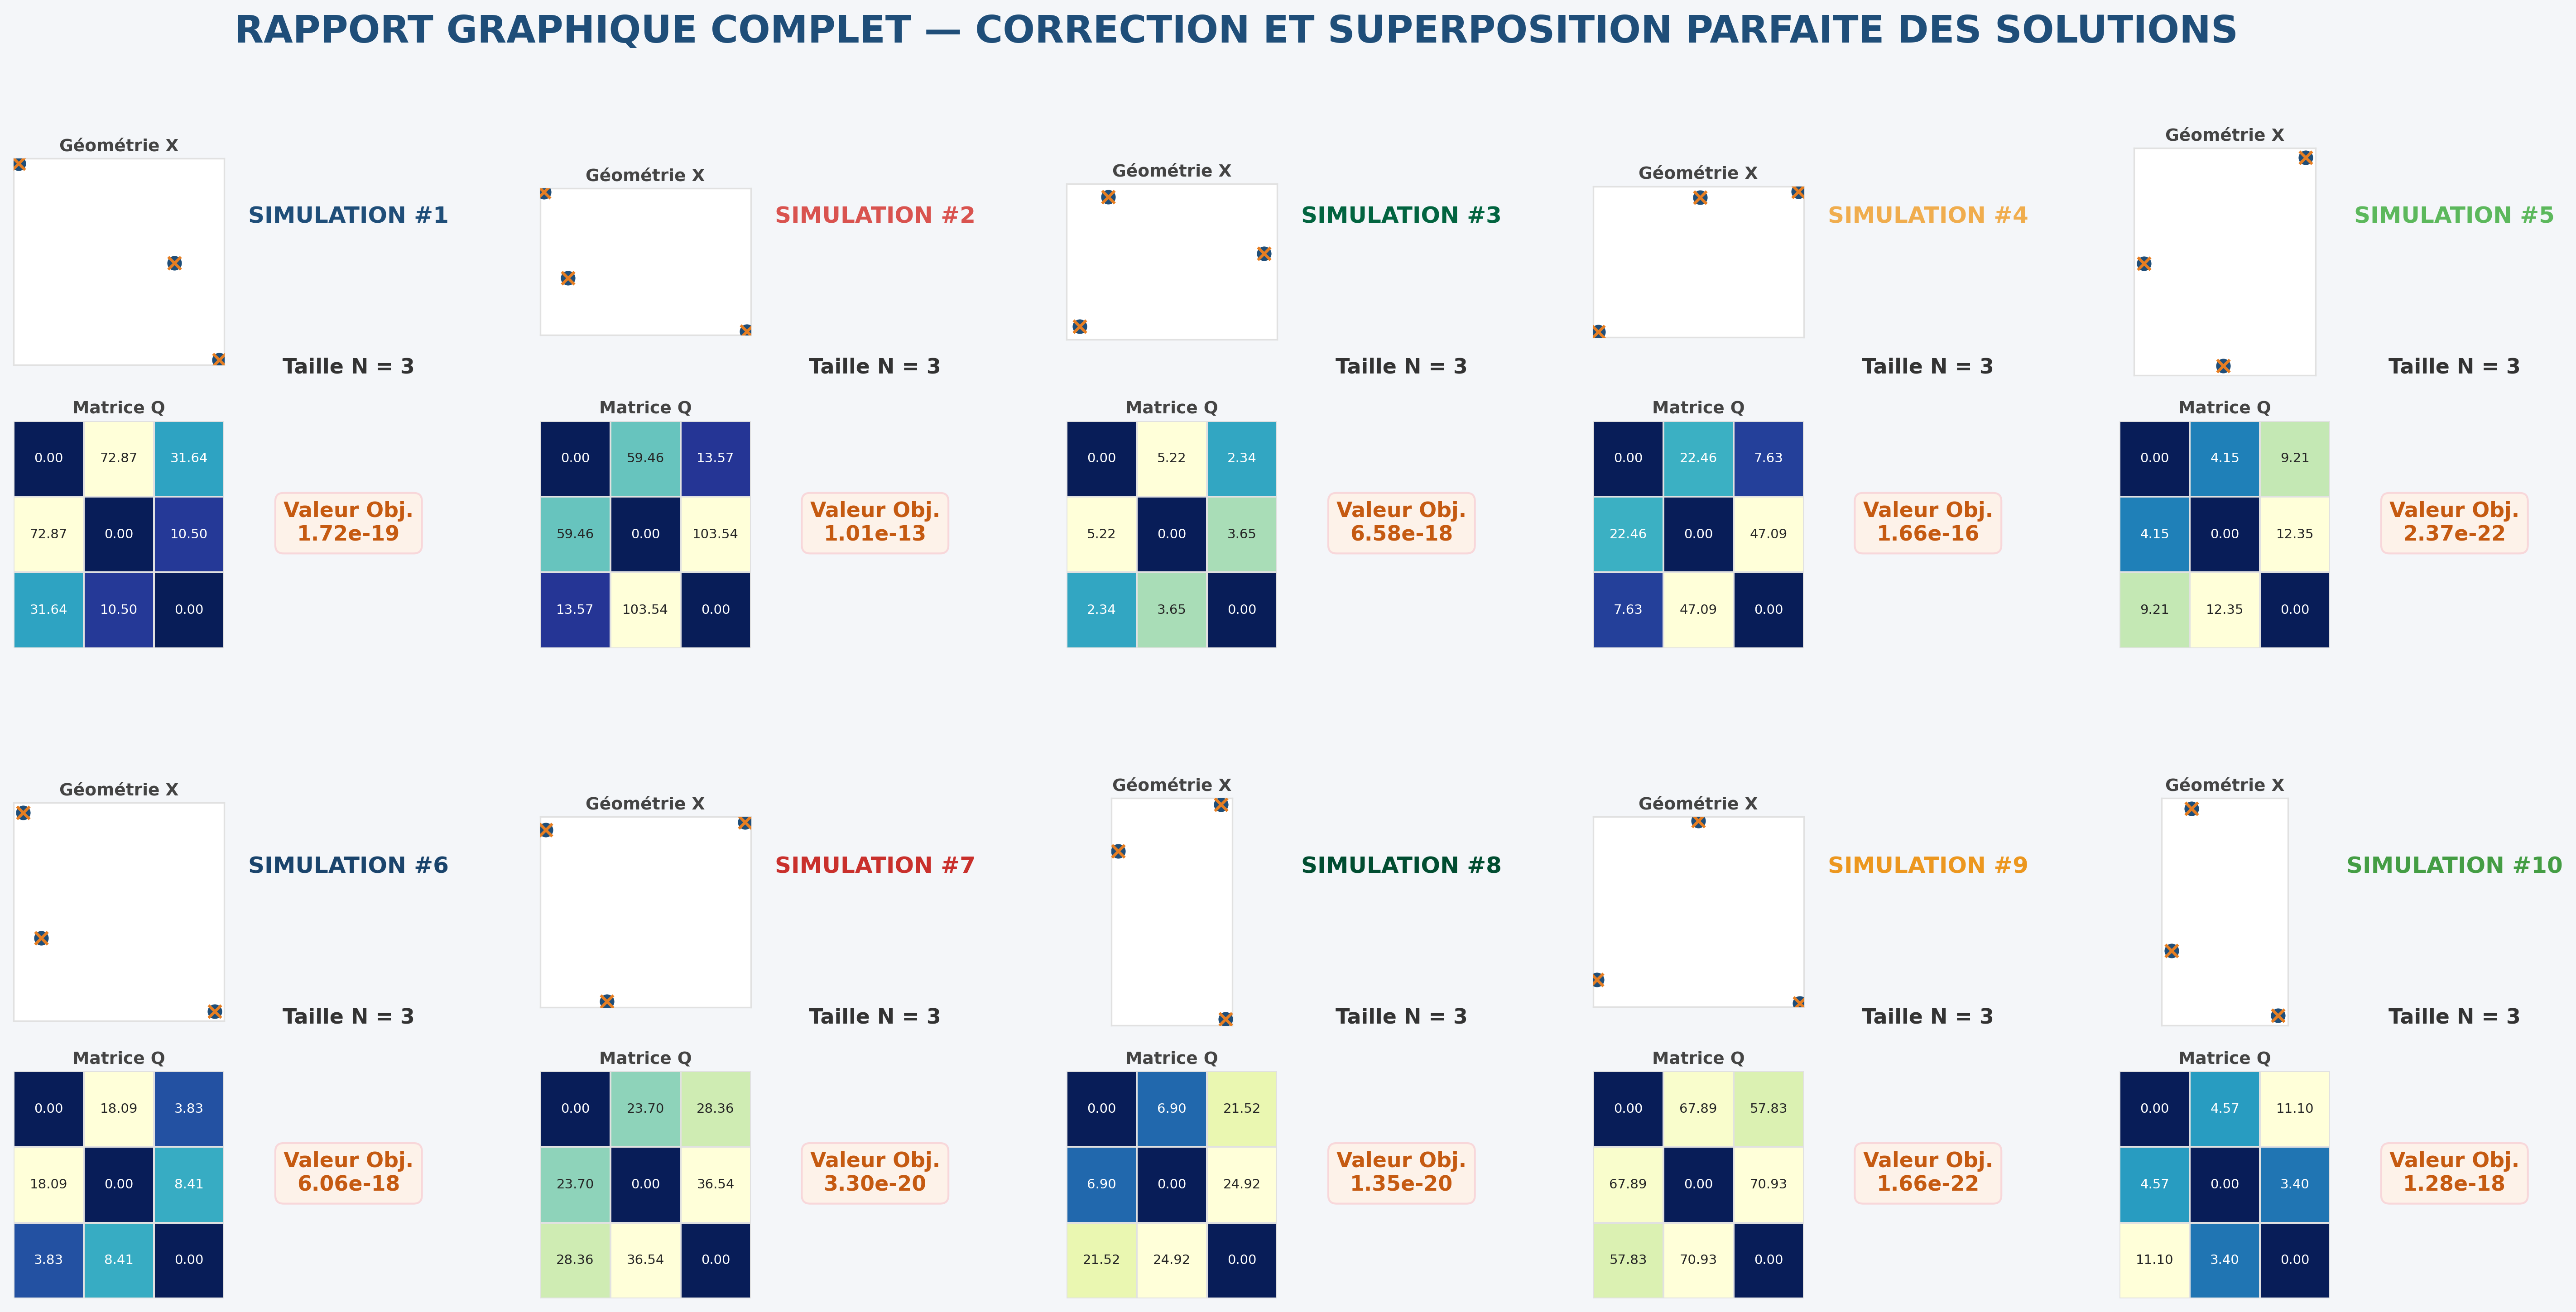 RAPPORT GRAPHIQUE COMPLET — CORRECTION ET SUPERPOSITION PARFAITE DES SOLUTIONS
Géométrie X
SIMULATION #1
Taille N = 3
Matrice Q
0.00 72.87 31.64
72.87 0.00 10.50
31.64 10.50 0.00
Valeur Obj.
1.72e-19
Géométrie X
SIMULATION #2
Taille N = 3
Matrice Q
0.00 59.46 13.57
59.46 0.00 103.54
13.57 103.54 0.00
Valeur Obj.
1.01e-13
Géométrie X
SIMULATION #3
Taille N = 3
Matrice Q
0.00 5.22 2.34
5.22 0.00 3.65
2.34 3.65 0.00
Valeur Obj.
6.58e-18
Géométrie X
SIMULATION #4
Taille N = 3
Matrice Q
0.00 22.46 7.63
22.46 0.00 47.09
7.63 47.09 0.00
Valeur Obj.
1.66e-16
Géométrie X
SIMULATION #5
Taille N = 3
Matrice Q
0.00 4.15 9.21
4.15 0.00 12.35
9.21 12.35 0.00
Valeur Obj.
2.37e-22
Géométrie X
SIMULATION #6
Taille N = 3
Matrice Q
0.00 18.09 3.83
18.09 0.00 8.41
3.83 8.41 0.00
Valeur Obj.
6.06e-18
Géométrie X
SIMULATION #7
Taille N = 3
Matrice Q
0.00 23.70 28.36
23.70 0.00 36.54
28.36 36.54 0.00
Valeur Obj.
3.30e-20
Géométrie X
SIMULATION #8
Taille N = 3
Matrice Q
0.00 6.90 21.52
6.90 0.00 24.92
21.52 24.92 0.00
Valeur Obj.
1.35e-20
Géométrie X
SIMULATION #9
Taille N = 3
Matrice Q
0.00 67.89 57.83
67.89 0.00 70.93
57.83 70.93 0.00
Valeur Obj.
1.66e-22
Géométrie X
SIMULATION #10
Taille N = 3
Matrice Q
0.00 4.57 11.10
4.57 0.00 3.40
11.10 3.40 0.00
Valeur Obj.
1.28e-18